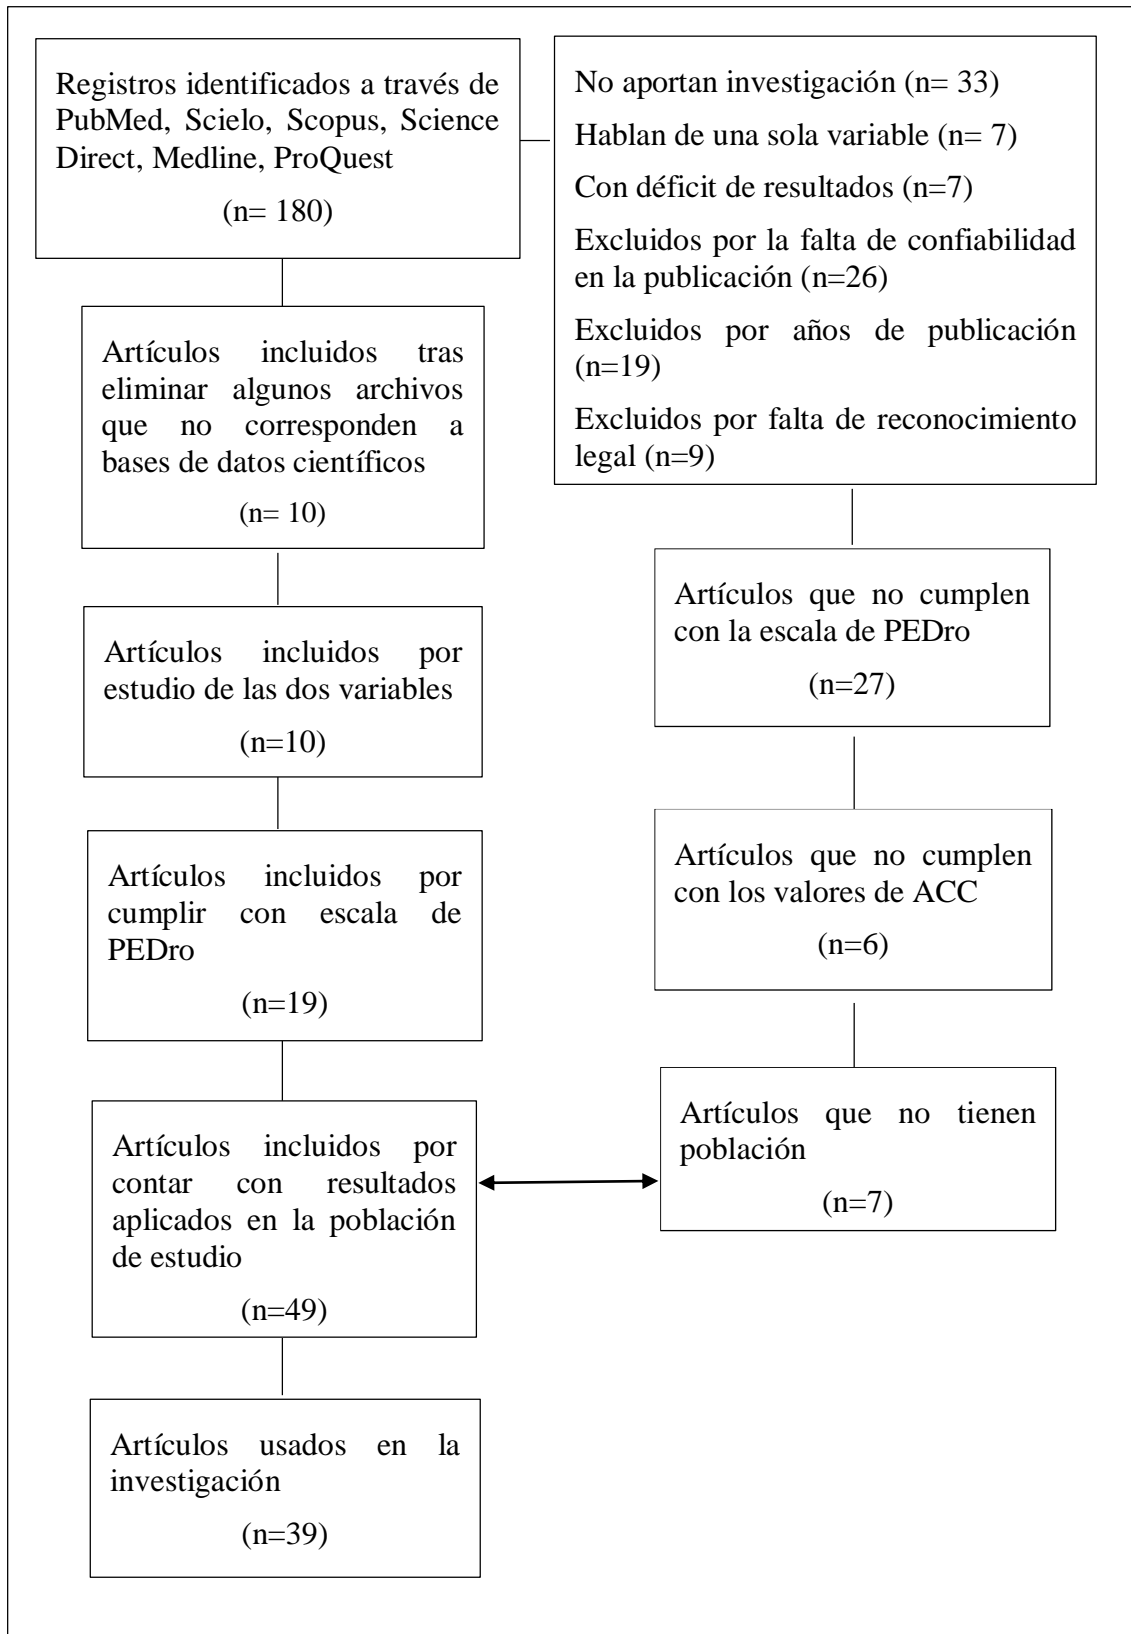 Registros identificados a través de
PubMed, Scielo, Scopus, Science
Direct, Medline, ProQuest
(n= 180)
No aportan investigación (n= 33)
Hablan de una sola variable (n= 7)
Con déficit de resultados (n=7)
Excluidos por la falta de confiabilidad
en la publicación (n=26)
Excluidos por años de publicación
(n=19)
Excluidos por falta de reconocimiento
legal (n=9)
Artículos incluidos tras
eliminar algunos archivos
que no corresponden a
bases de datos científicos
(n= 10)
Artículos que no cumplen
con la escala de PEDro
(n=27)
Artículos incluidos por
estudio de las dos variables
(n=10)
Artículos que no cumplen
con los valores de ACC
(n=6)
Artículos incluidos por
cumplir con escala de
PEDro
(n=19)
Artículos que no tienen
población
(n=7)
Artículos incluidos por
contar con resultados
aplicados en la población
de estudio
(n=49)
Artículos usados en la
investigación
(n=39)